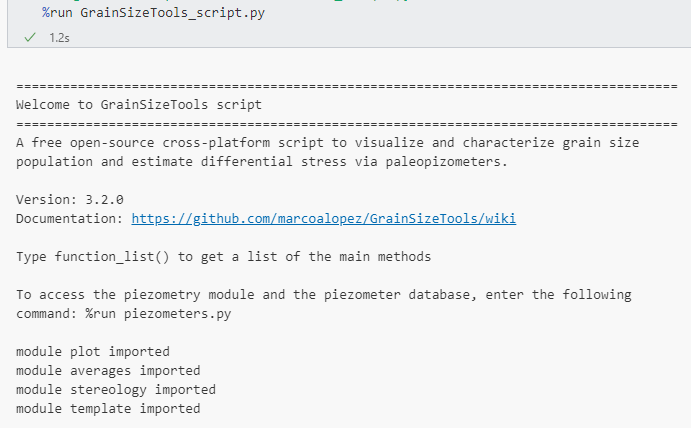 %run GrainSizeTools_script.py
1.2s
======================================================================================
Welcome to GrainSizeTools script
======================================================================================
A free open-source cross-platform script to visualize and characterize grain size
population and estimate differential stress via paleopizometers.
Version: 3.2.0
Documentation: https://github.com/marcoalopez/GrainSizeTools/wiki
Type function_list() to get a list of the main methods
To access the piezometry module and the piezometer database, enter the following
command: %run piezometers.py
module plot imported
module averages imported
module stereology imported
module template imported